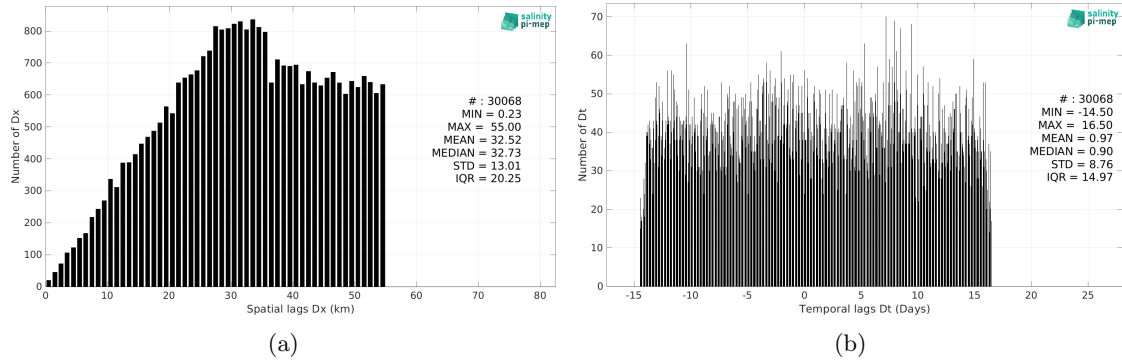 800
700
600
500
400
300
200
100
0
Number of Dx
0 10 20 30 40 50 60 70 80
Spatial lags Dx (km)
salinity
pi-mep
# : 30068
MIN = 0.23
MAX = 55.00
MEAN = 32.52
MEDIAN = 32.73
STD = 13.01
IQR = 20.25
(a)
70
60
50
40
30
20
10
0
Number of Dt
-15 -10 -5 0 5 10 15 20 25
Temporal lags Dt (Days)
salinity
pi-mep
# : 30068
MIN = -14.50
MAX = 16.50
MEAN = 0.97
MEDIAN = 0.90
STD = 8.76
IQR = 14.97
(b)